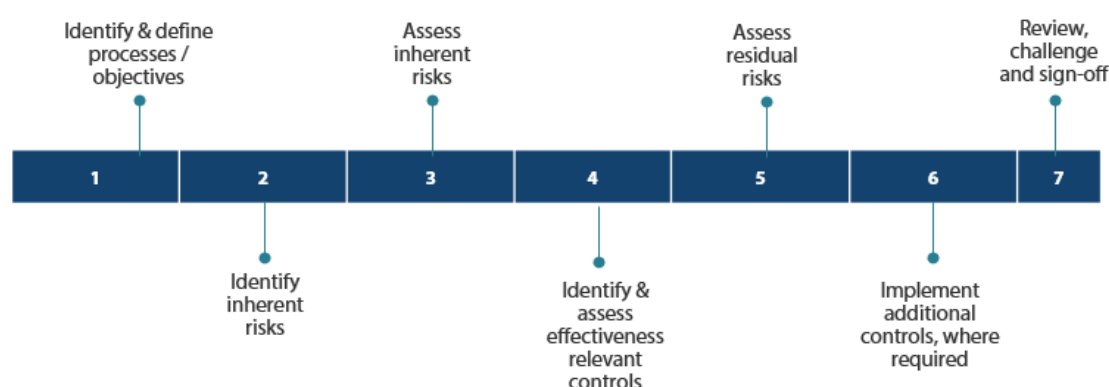 Identify & define
processes /
objectives
Assess
inherent
risks
Assess
residual
risks
Review,
challenge
and sign-off
1
2
3
4
5
6
7
Identify
inherent
risks
Identify &
assess
effectiveness
relevant
controls
Implement
additional
controls, where
required